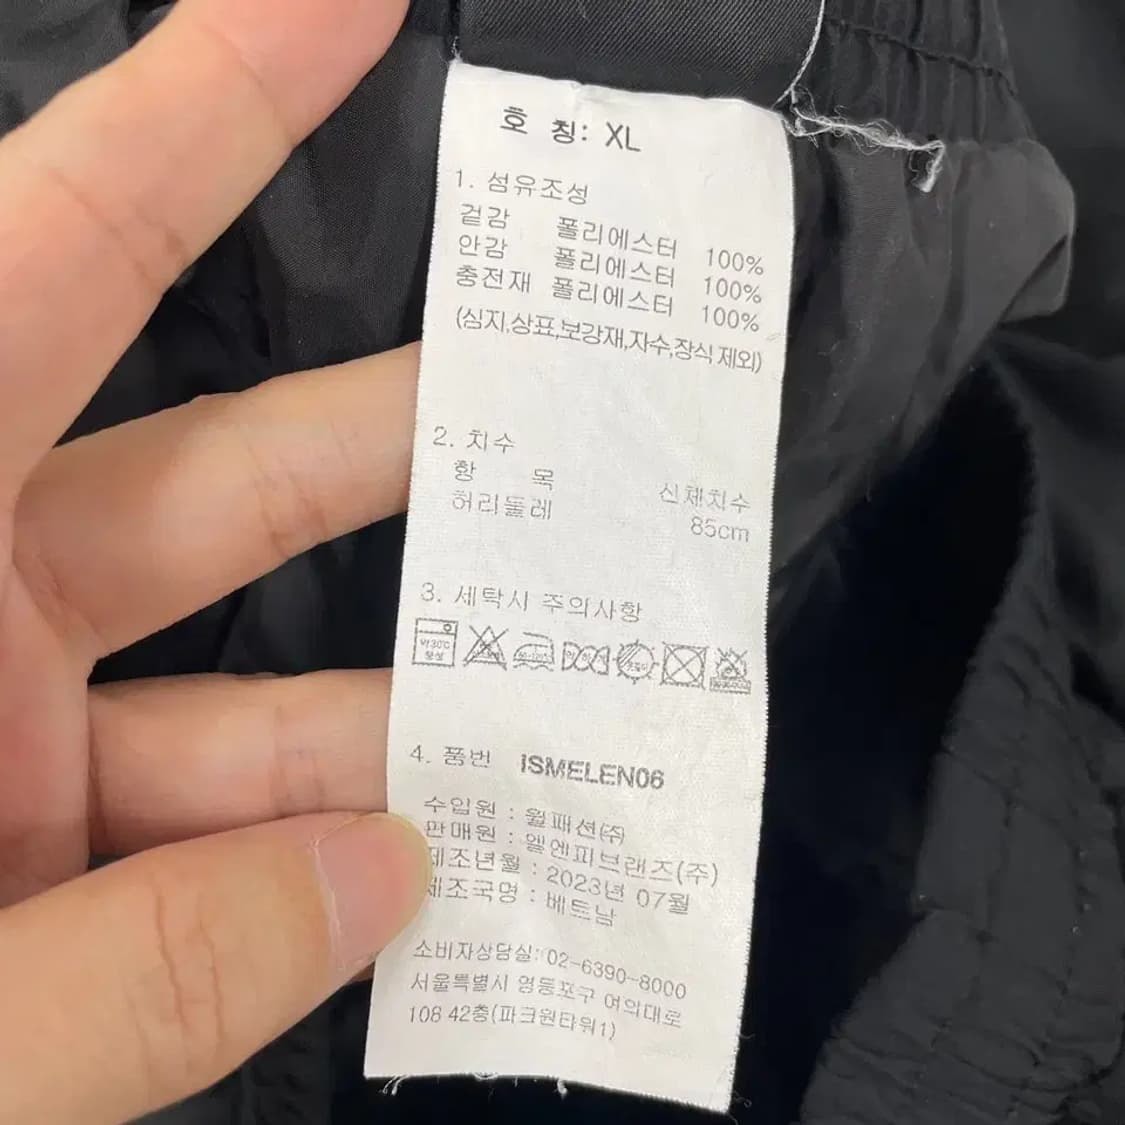 호 칭: XL
1. 섬유조성
겉감 폴리에스터 100%
안감 폴리에스터 100%
충전재 폴리에스터 100%
(심지,상표,보강재,자수,장식 제외)
2. 치수
항 목 신체치수
허리둘레 85cm
3. 세탁시 주의사항
약 30℃
중성
4. 품번 ISMELEN06
수입원 : 월패션㈜
판매원 : 엘엔피브랜즈(주)
제조년월 : 2023년 07월
제조국명 : 베트남
소비자상담실: 02-6390-8000
서울특별시 영등포구 여의대로
108 42층(파크원타워1)